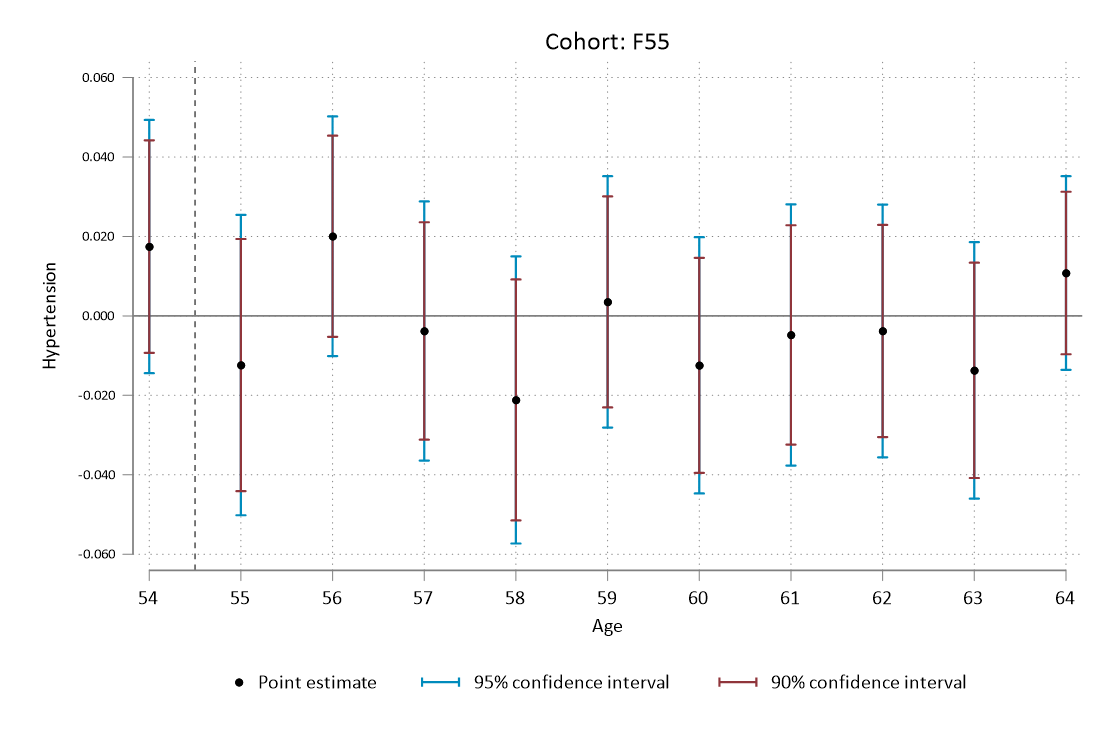 Cohort: F55
0.060
0.040
0.020
0.000
-0.020
-0.040
-0.060
Hypertension
54 55 56 57 58 59 60 61 62 63 64
Age
Point estimate 95% confidence interval 90% confidence interval